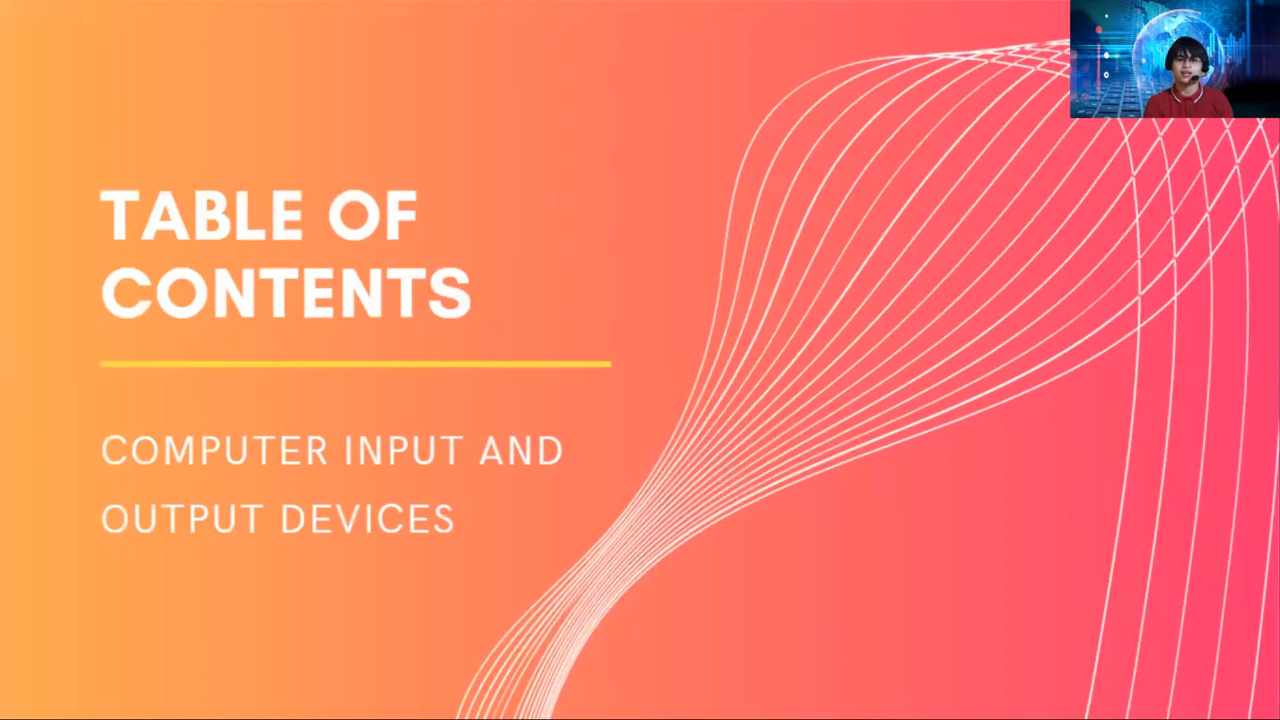 TABLE OF
CONTENTS
COMPUTER INPUT AND
OUTPUT DEVICES